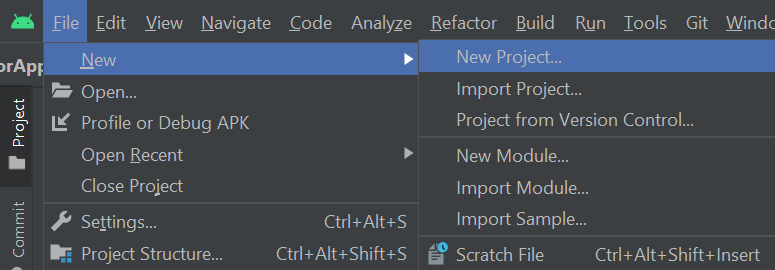 File Edit View Navigate Code Analyze Refactor Build Run Tools Git
orApp
Project
Commit
New
Open...
Profile or Debug APK
Open Recent
Close Project
Settings... Ctrl+Alt+S
Project Structure... Ctrl+Alt+Shift+S
New Project...
Import Project...
Project from Version Control...
New Module...
Import Module...
Import Sample...
Scratch File Ctrl+Alt+Shift+Insert